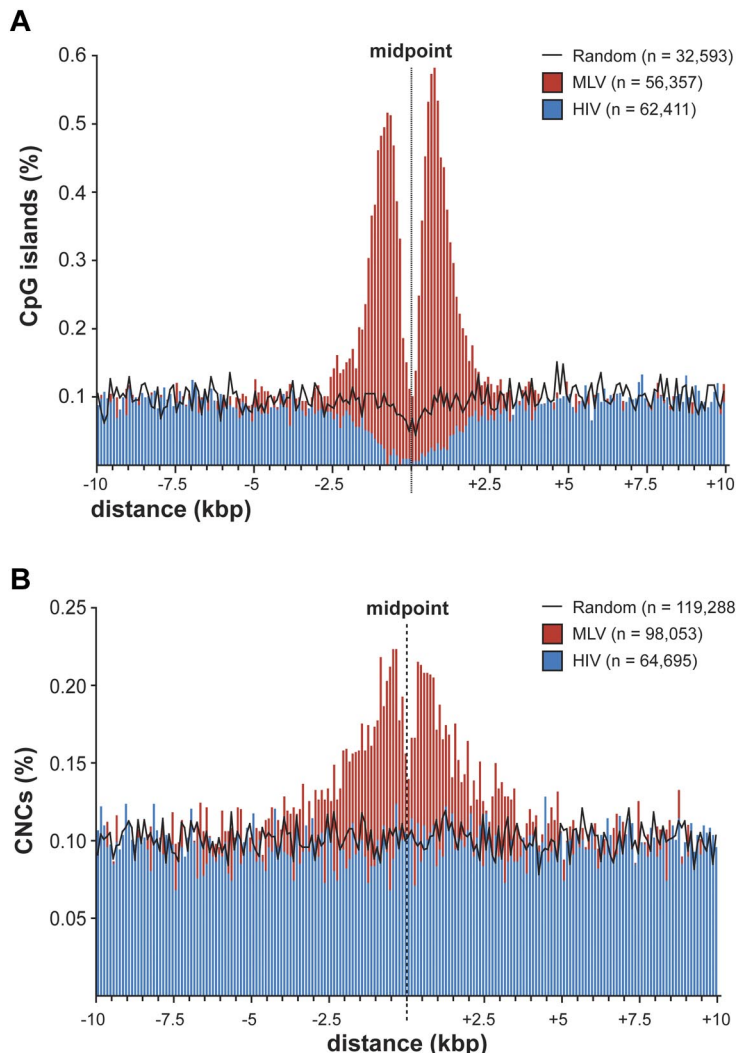 A
midpoint
Random (n = 32,593)
MLV (n = 56,357)
HIV (n = 62,411)
CpG islands (%)
0.6
0.5
0.4
0.3
0.2
0.1
-10 -7.5 -5 -2.5 +2.5 +5 +7.5 +10
distance (kbp)
B
midpoint
Random (n = 119,288
MLV (n = 98,053)
HIV (n = 64,695)
CNCs (%)
0.25
0.20
0.15
0.10
0.05
-10 -7.5 -5 -2.5 +2.5 +5 +7.5 +10
distance (kbp)